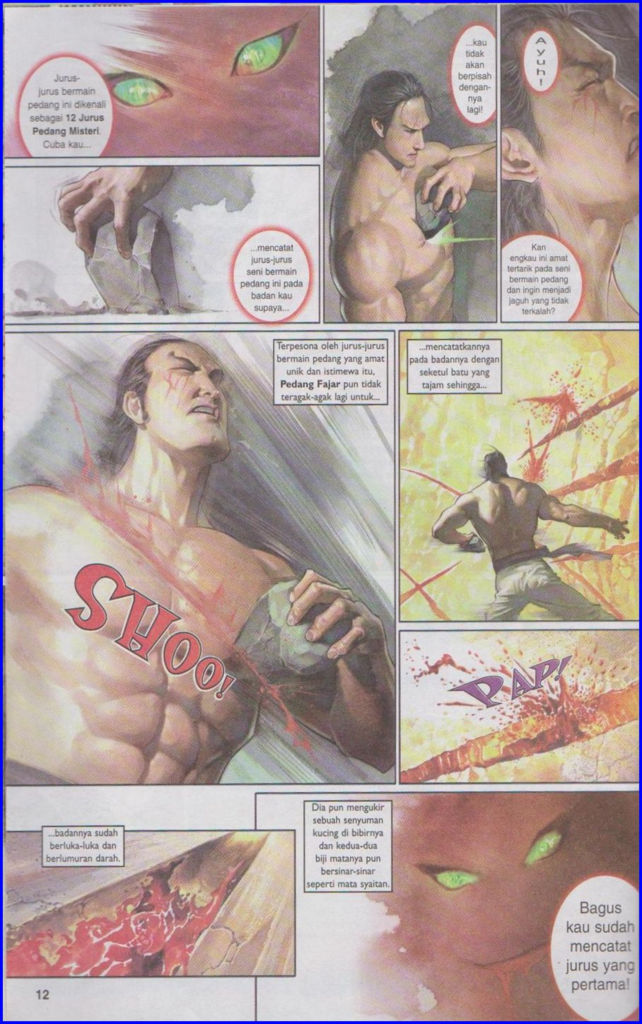 Jurus-
jurus bermain
pedang ini dikenali
sebagai 12 Jurus
Pedang Misteri.
Cuba kau...
...mencatat
jurus-jurus
seni bermain
pedang ini pada
badan kau
supaya...
...kau
tidak
akan
berpisah
dengan-
nya
lagi!
Ayuh!
Kan
engkau ini amat
tertarik pada seni
bermain pedang
dan ingin menjadi
jaguh yang tidak
terkalah?
Terpesona oleh jurus-jurus
bermain pedang yang amat
unik dan istimewa itu,
Pedang Fajar pun tidak
teragak-agak lagi untuk...
SHOO!
...mencatatkannya
pada badannya dengan
seketul batu yang
tajam sehingga...
PAP!
...badannya sudah
berluka-luka dan
berlumuran darah.
Dia pun mengukir
sebuah senyuman
kucing di bibirnya
dan kedua-dua
biji matanya pun
bersinar-sinar
seperti mata syaitan.
Bagus
kau sudah
mencatat
jurus yang
pertama!
12